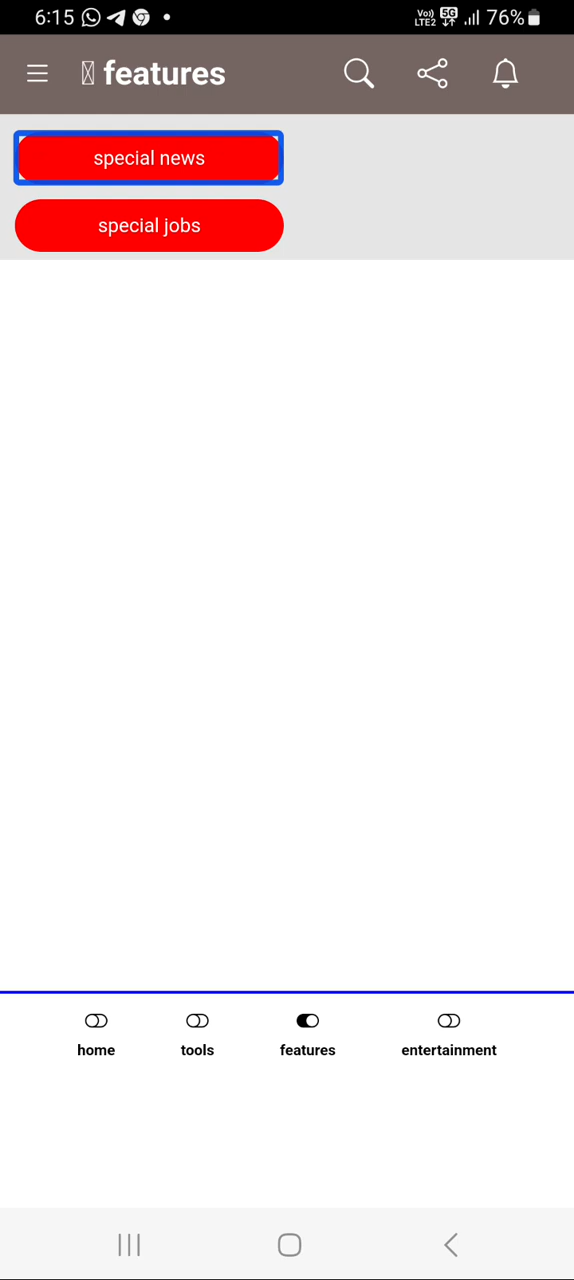 6:15 Vo)) LTE2 5G 76%
features
special news
special jobs
home tools features entertainment